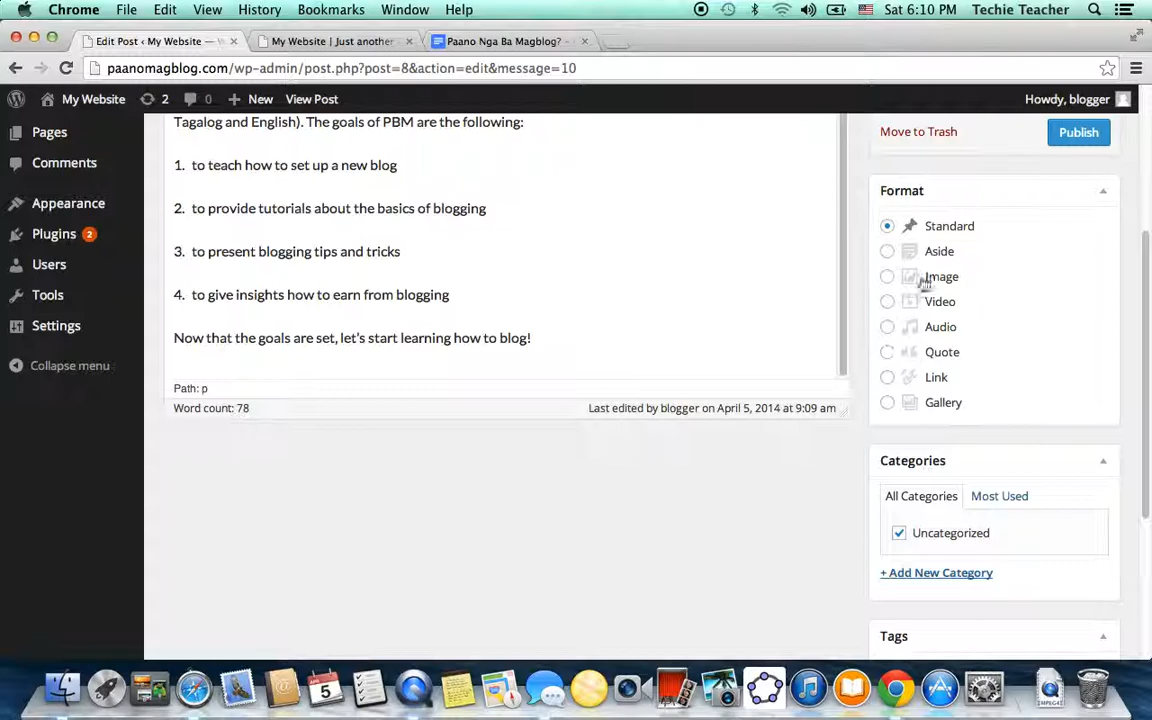 Chrome File Edit View History Bookmarks Window Help Sat 6:10 PM Techie Teacher
Edit Post ‹ My Website — My Website | Just another Paano Nga Ba Magblog? -
paanomagblog.com/wp-admin/post.php?post=8&action=edit&message=10
My Website 2 0 New View Post Howdy, blogger
Pages
Comments
Appearance
Plugins 2
Users
Tools
Settings
Collapse menu
Tagalog and English). The goals of PBM are the following:
1. to teach how to set up a new blog
2. to provide tutorials about the basics of blogging
3. to present blogging tips and tricks
4. to give insights how to earn from blogging
Now that the goals are set, let's start learning how to blog!
Path: p
Word count: 78 Last edited by blogger on April 5, 2014 at 9:09 am
Move to Trash Publish
Format
Standard
Aside
Image
Video
Audio
Quote
Link
Gallery
Categories
All Categories Most Used
Uncategorized
+ Add New Category
Tags
5